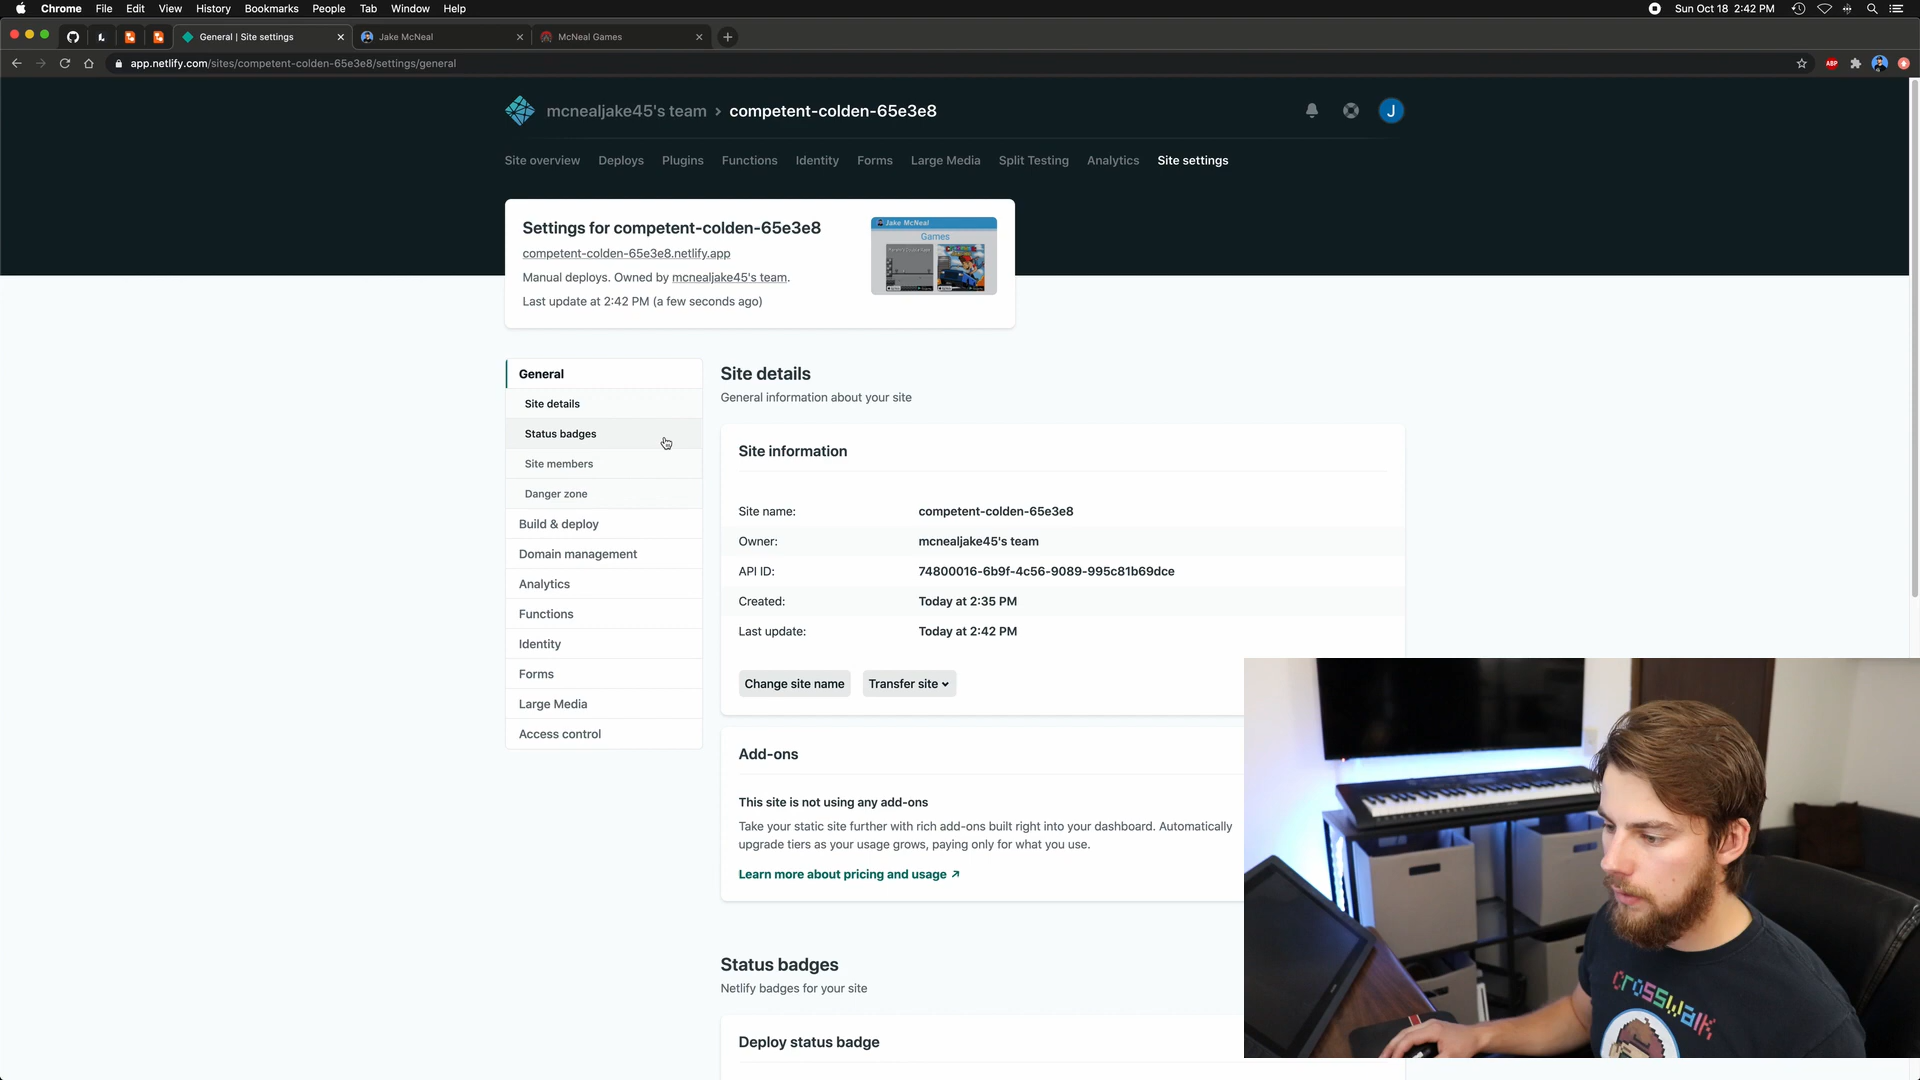 Chrome File Edit View History Bookmarks People Tab Window Help Sun Oct 18 2:42 PM
General | Site settings Jake McNeal McNeal Games
app.netlify.com/sites/competent-colden-65e3e8/settings/general ABP
mcnealjake45's team > competent-colden-65e3e8 J
Site overview Deploys Plugins Functions Identity Forms Large Media Split Testing Analytics Site settings
Settings for competent-colden-65e3e8
competent-colden-65e3e8.netlify.app
Manual deploys. Owned by mcnealjake45's team.
Last update at 2:42 PM (a few seconds ago)
Jake McNeal
Games
General
Site details
Status badges
Site members
Danger zone
Build & deploy
Domain management
Analytics
Functions
Identity
Forms
Large Media
Access control
Site details
General information about your site
Site information
Site name: competent-colden-65e3e8
Owner: mcnealjake45's team
API ID: 74800016-6b9f-4c56-9089-995c81b69dce
Created: Today at 2:35 PM
Last update: Today at 2:42 PM
Change site name Transfer site
Add-ons
This site is not using any add-ons
Take your static site further with rich add-ons built right into your dashboard. Automatically
upgrade tiers as your usage grows, paying only for what you use.
Learn more about pricing and usage
Status badges
Netlify badges for your site
Deploy status badge
crosswalk